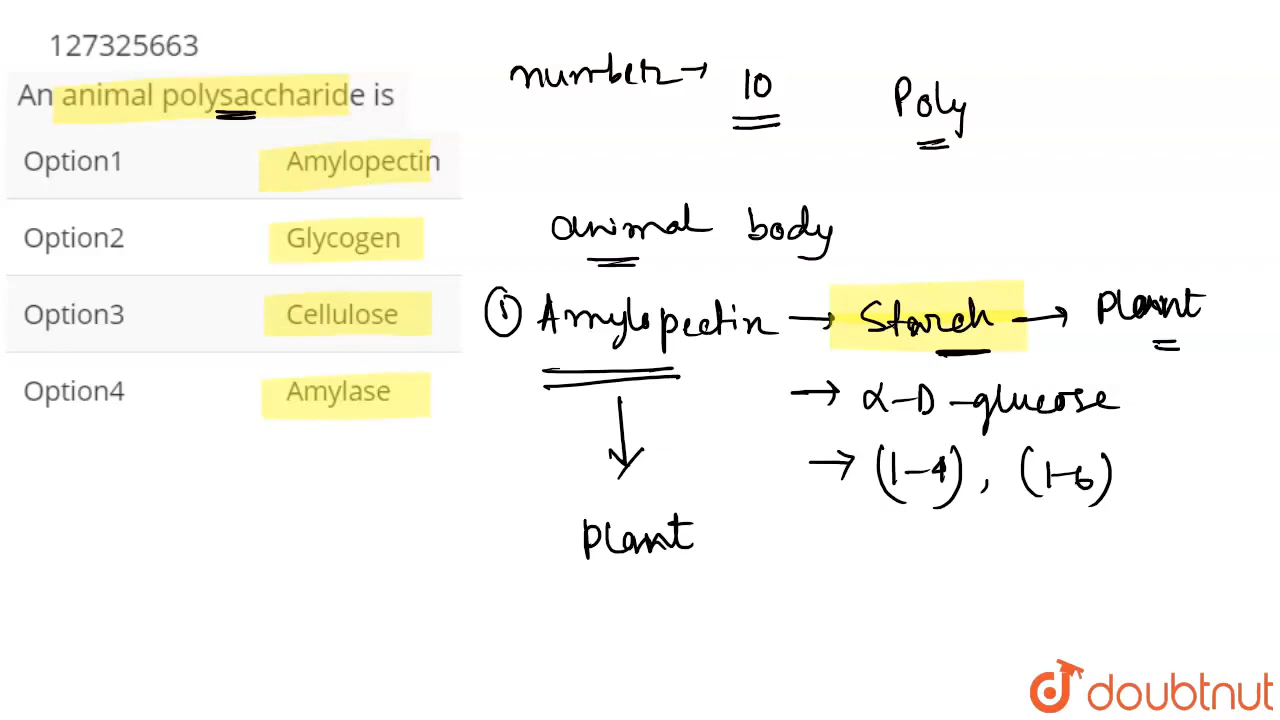 127325663
An animal polysaccharide is
Option1 Amylopectin
Option2 Glycogen
Option3 Cellulose
Option4 Amylase
number → 10
Poly
animal body
① Amylopectin → Starch → Plant
→ α-D-glucose
→ (1-4), (1-6)
Plant
doubtnut